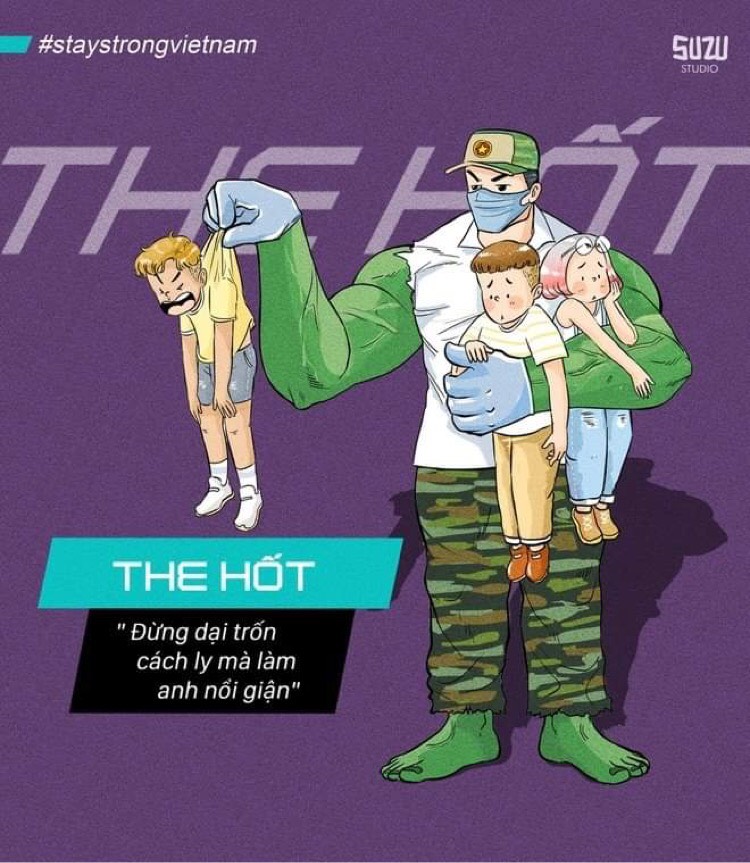 #staystrongvietnam
SUZU
STUDIO
THE HỐT
THE HỐT
" Đừng dại trốn
cách ly mà làm
anh nổi giận"